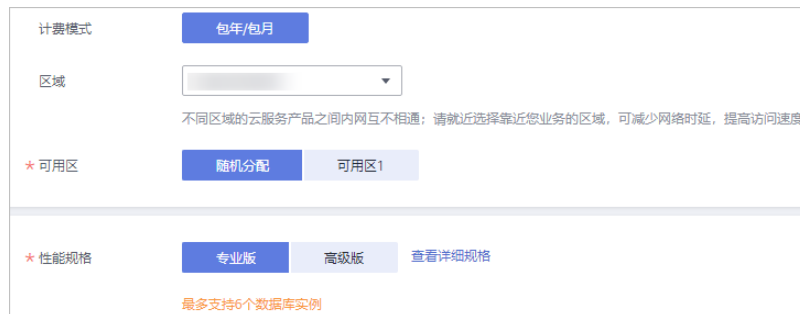 计费模式 包年/包月
区域
不同区域的云服务产品之间内网互不相通；请就近选择靠近您业务的区域，可减少网络时延，提高访问速度
* 可用区 随机分配 可用区1
* 性能规格 专业版 高级版 查看详细规格
最多支持6个数据库实例